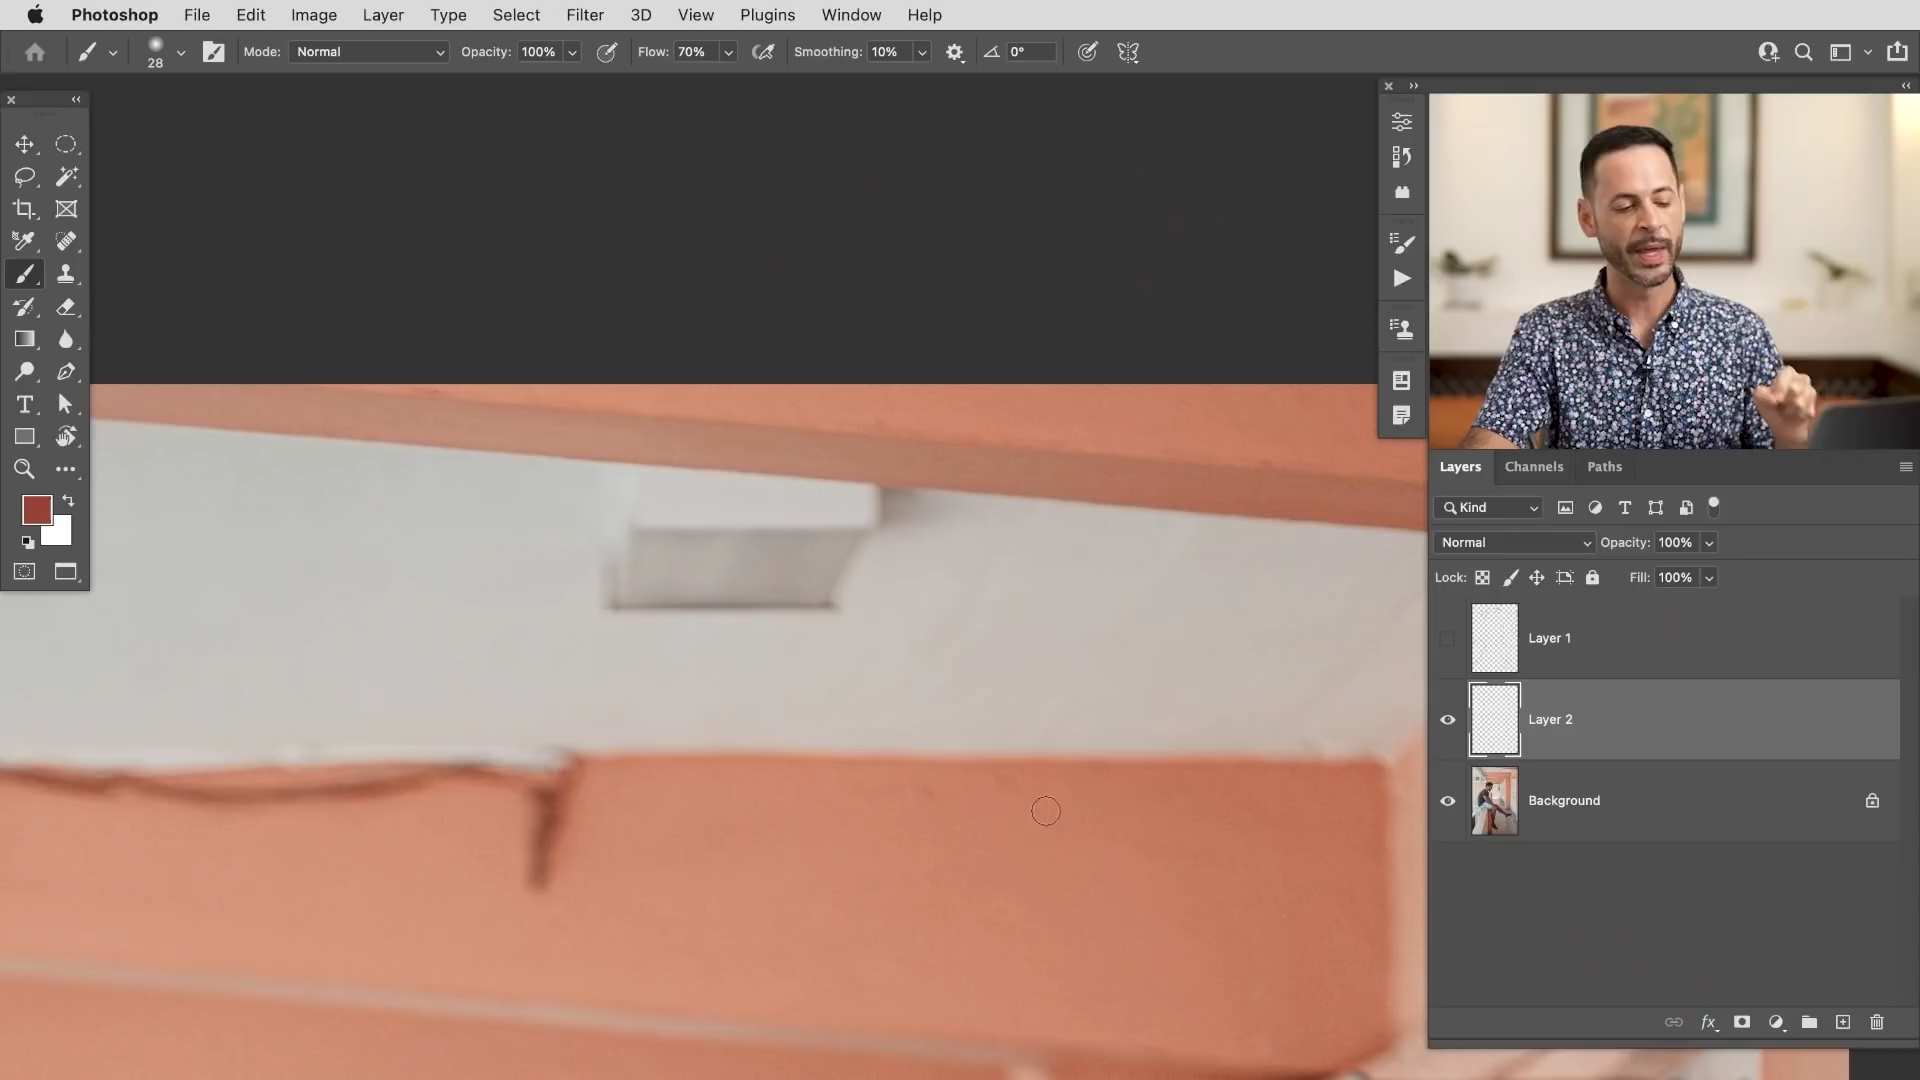 Photoshop File Edit Image Layer Type Select Filter 3D View Plugins Window Help
28 Mode: Normal Opacity: 100% Flow: 70% Smoothing: 10% 0°
Layers Channels Paths
Kind
Normal Opacity: 100%
Lock: Fill: 100%
Layer 1
Layer 2
Background